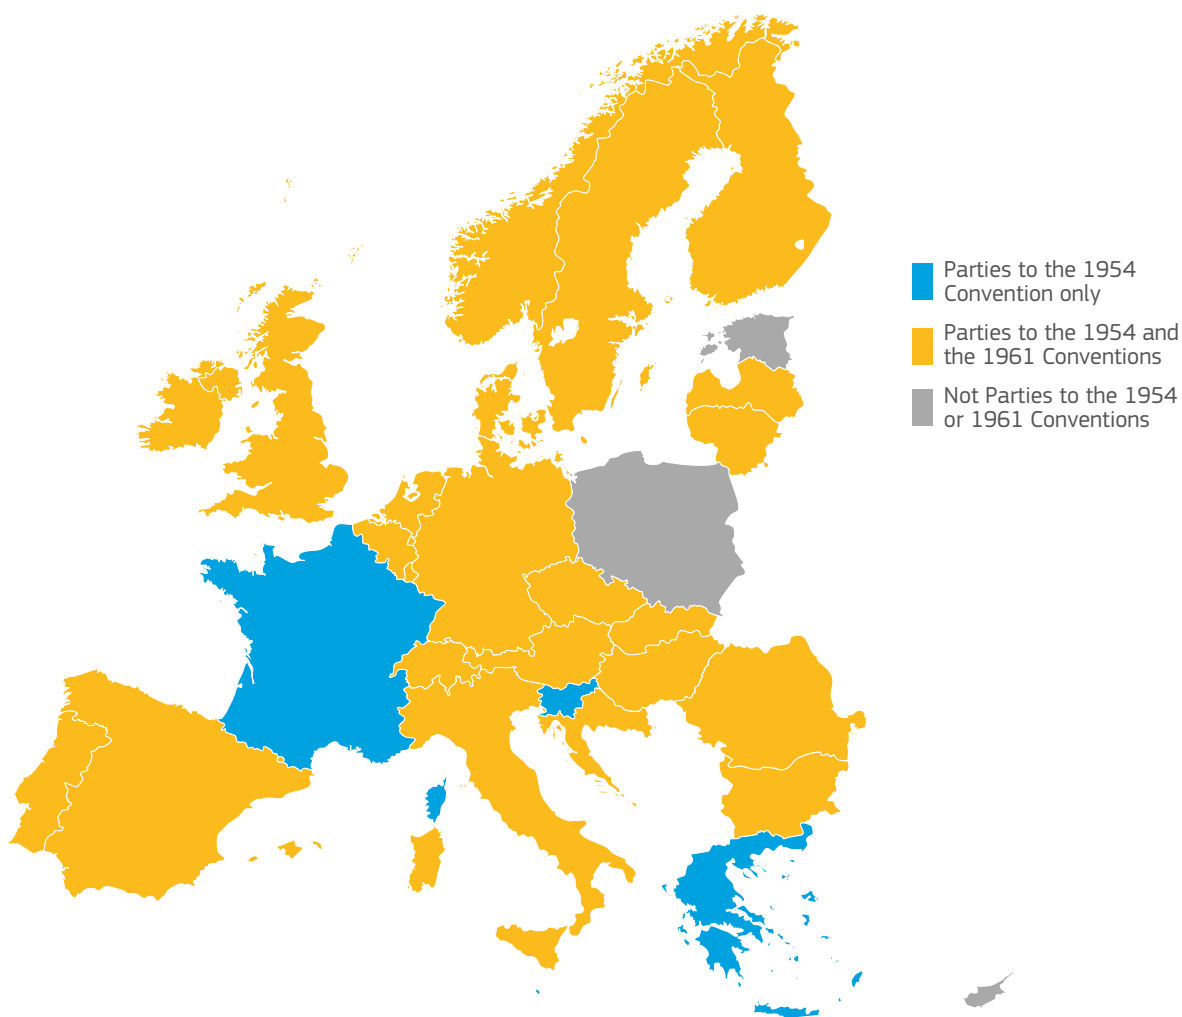 Parties to the 1954
Convention only
Parties to the 1954 and
the 1961 Conventions
Not Parties to the 1954
or 1961 Conventions